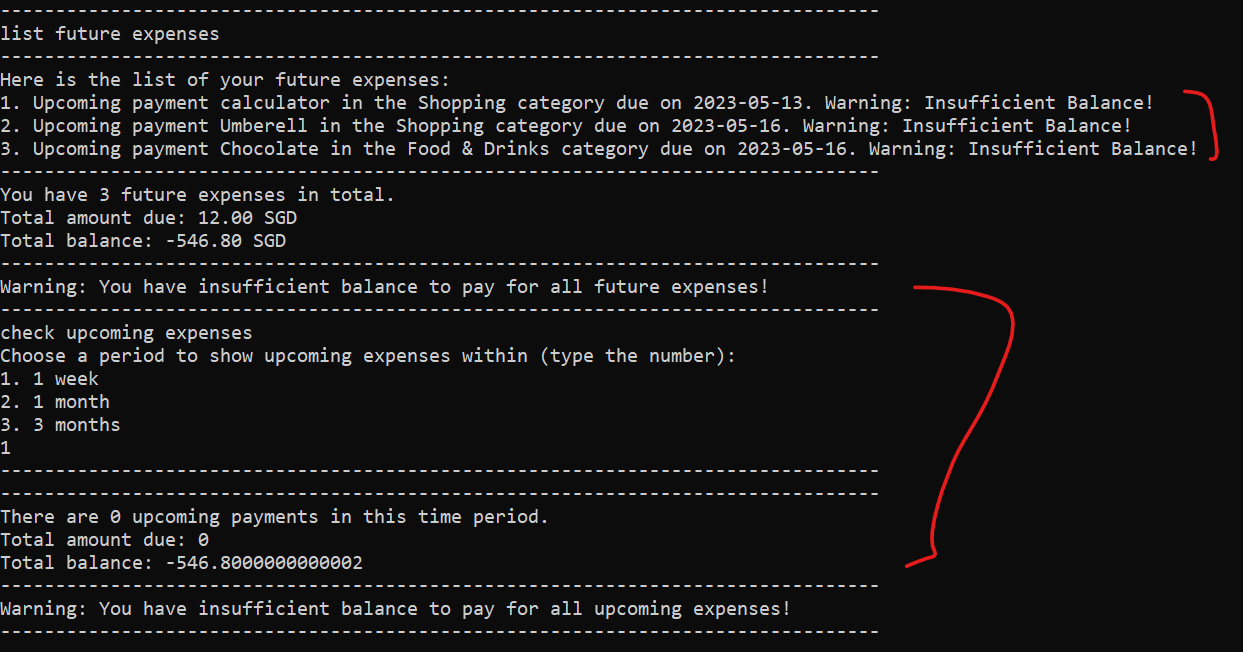 --------------------------------------------------------------------------------
list future expenses
--------------------------------------------------------------------------------
Here is the list of your future expenses:
1. Upcoming payment calculator in the Shopping category due on 2023-05-13. Warning: Insufficient Balance!
2. Upcoming payment Umberell in the Shopping category due on 2023-05-16. Warning: Insufficient Balance!
3. Upcoming payment Chocolate in the Food & Drinks category due on 2023-05-16. Warning: Insufficient Balance!
--------------------------------------------------------------------------------
You have 3 future expenses in total.
Total amount due: 12.00 SGD
Total balance: -546.80 SGD
--------------------------------------------------------------------------------
Warning: You have insufficient balance to pay for all future expenses!
--------------------------------------------------------------------------------
check upcoming expenses
Choose a period to show upcoming expenses within (type the number):
1. 1 week
2. 1 month
3. 3 months
1
--------------------------------------------------------------------------------
--------------------------------------------------------------------------------
There are 0 upcoming payments in this time period.
Total amount due: 0
Total balance: -546.8000000000002
--------------------------------------------------------------------------------
Warning: You have insufficient balance to pay for all upcoming expenses!
--------------------------------------------------------------------------------